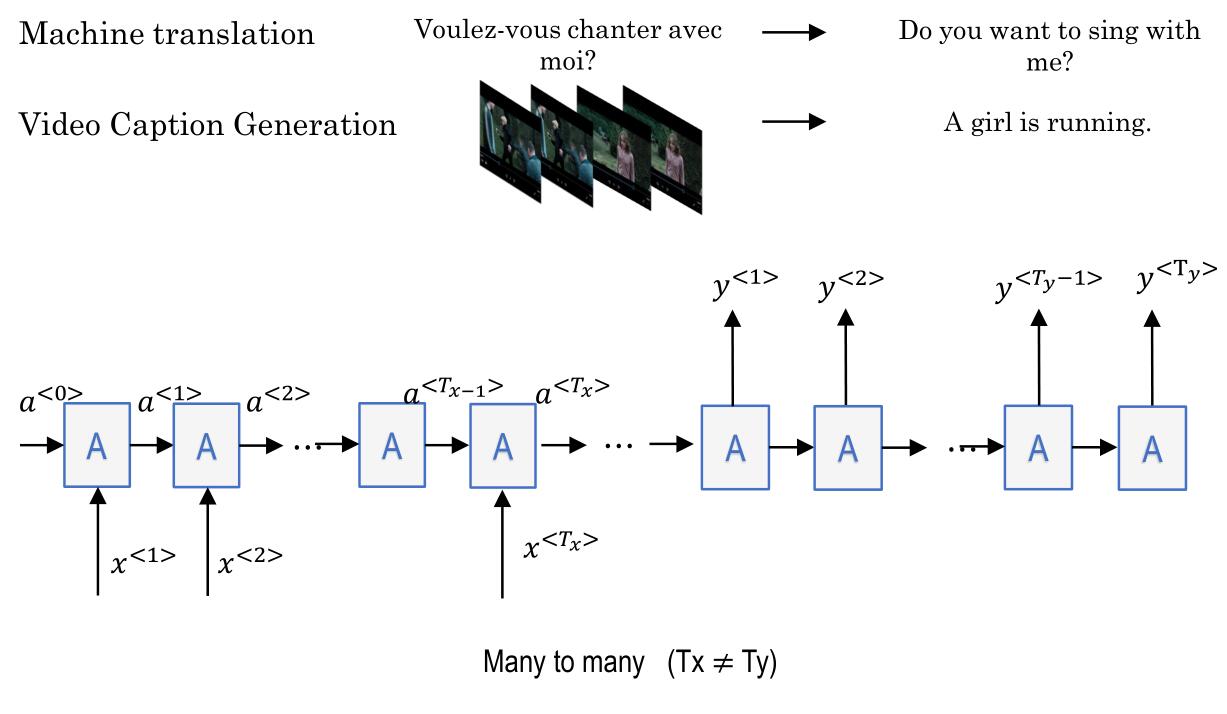 Machine translation
Voulez-vous chanter avec
moi?
Do you want to sing with
me?
Video Caption Generation
A girl is running.
y^{<1>} y^{<2>} y^{<T_y-1>} y^{<T_y>}
a^{<0>} a^{<1>} a^{<2>} a^{<T_{x-1}>} a^{<T_x>}
A A ... A A ... A A ... A A
x^{<1>} x^{<2>} x^{<T_x>}
Many to many (Tx ≠ Ty)